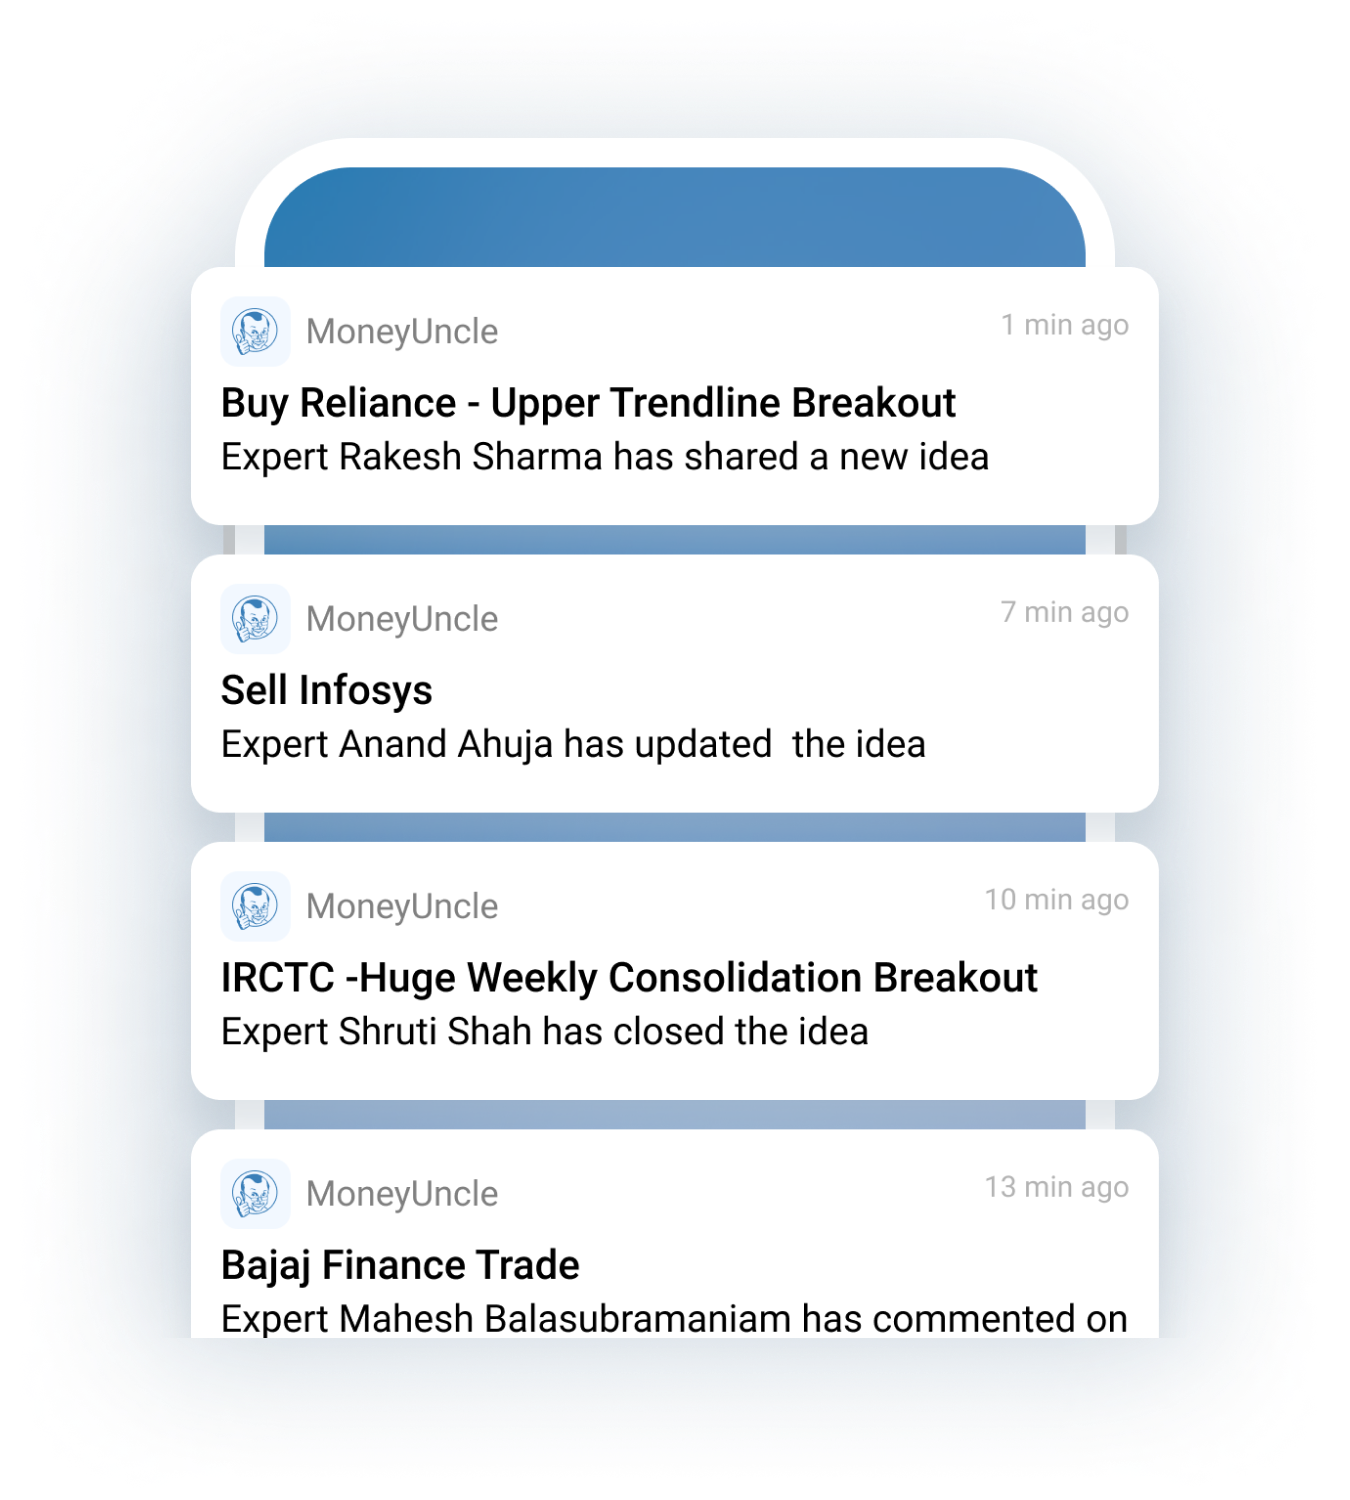 MoneyUncle
1 min ago
Buy Reliance - Upper Trendline Breakout
Expert Rakesh Sharma has shared a new idea
MoneyUncle
7 min ago
Sell Infosys
Expert Anand Ahuja has updated  the idea
MoneyUncle
10 min ago
IRCTC -Huge Weekly Consolidation Breakout
Expert Shruti Shah has closed the idea
MoneyUncle
13 min ago
Bajaj Finance Trade
Expert Mahesh Balasubramaniam has commented on